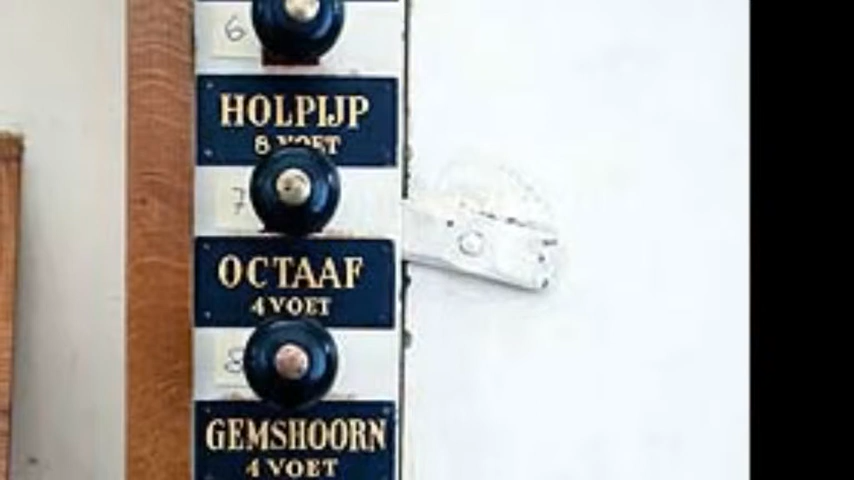 6
HOLPIJP
8 VOET
7
OCTAAF
4 VOET
8
GEMSHOORN
4 VOET